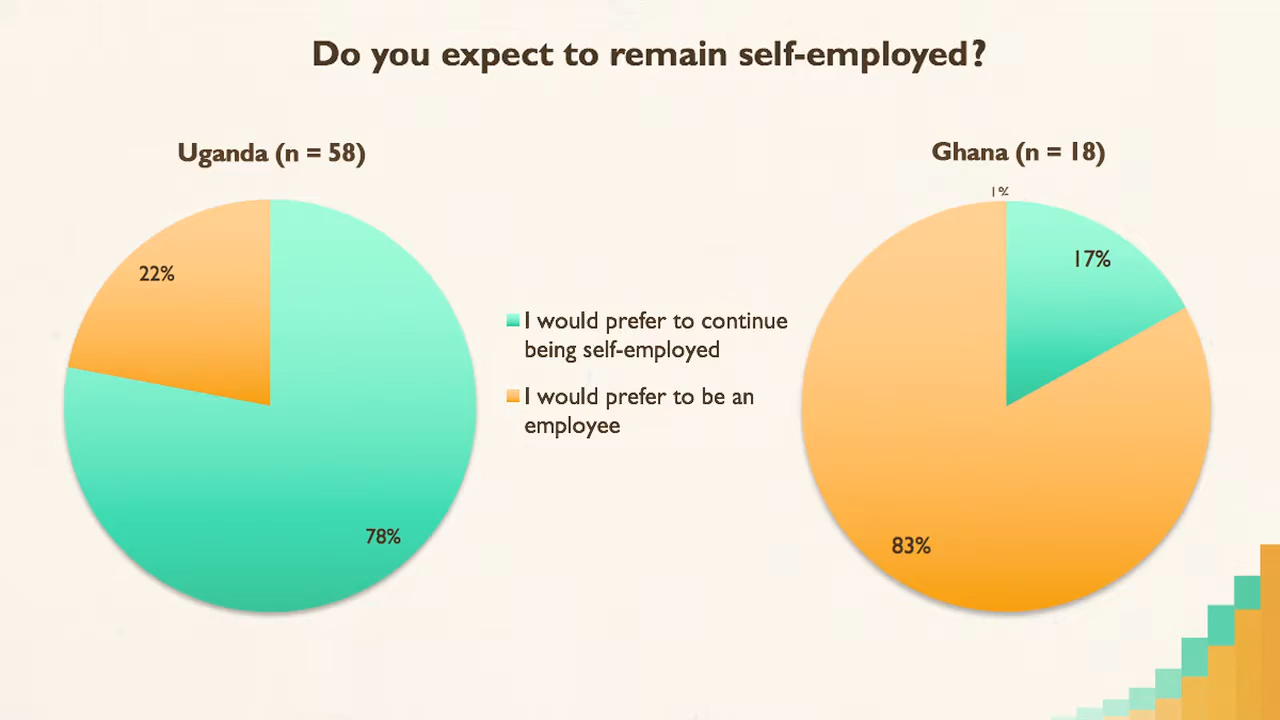 Do you expect to remain self-employed?
Uganda (n = 58)
22%
78%
I would prefer to continue
being self-employed
I would prefer to be an
employee
Ghana (n = 18)
1%
17%
83%